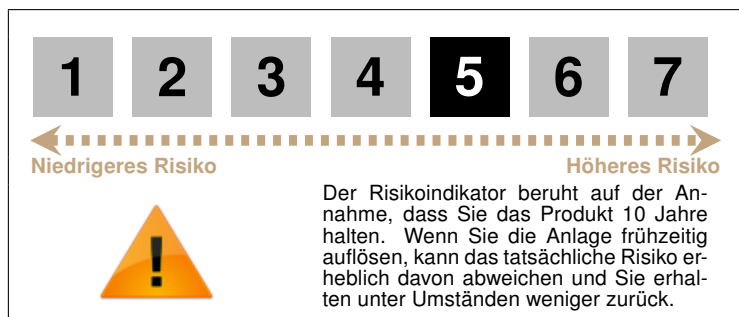 1 2 3 4 5 6 7
Niedrigeres Risiko Höheres Risiko
Der Risikoindikator beruht auf der An-
nahme, dass Sie das Produkt 10 Jahre
halten. Wenn Sie die Anlage frühzeitig
auflösen, kann das tatsächliche Risiko er-
heblich davon abweichen und Sie erhal-
ten unter Umständen weniger zurück.